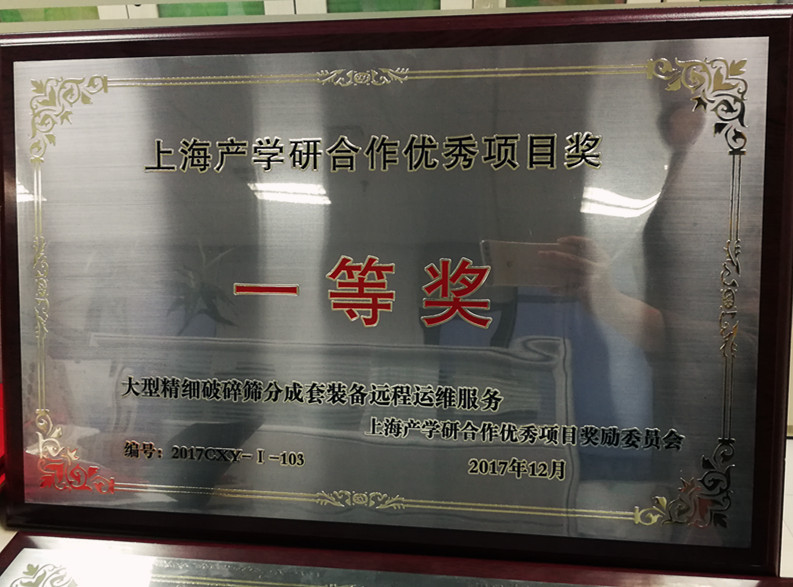 上海产学研合作优秀项目奖
一等奖
大型精细破碎筛分成套装备远程运维服务
上海产学研合作优秀项目奖励委员会
编号：2017CXY-Ⅰ-103
2017年12月